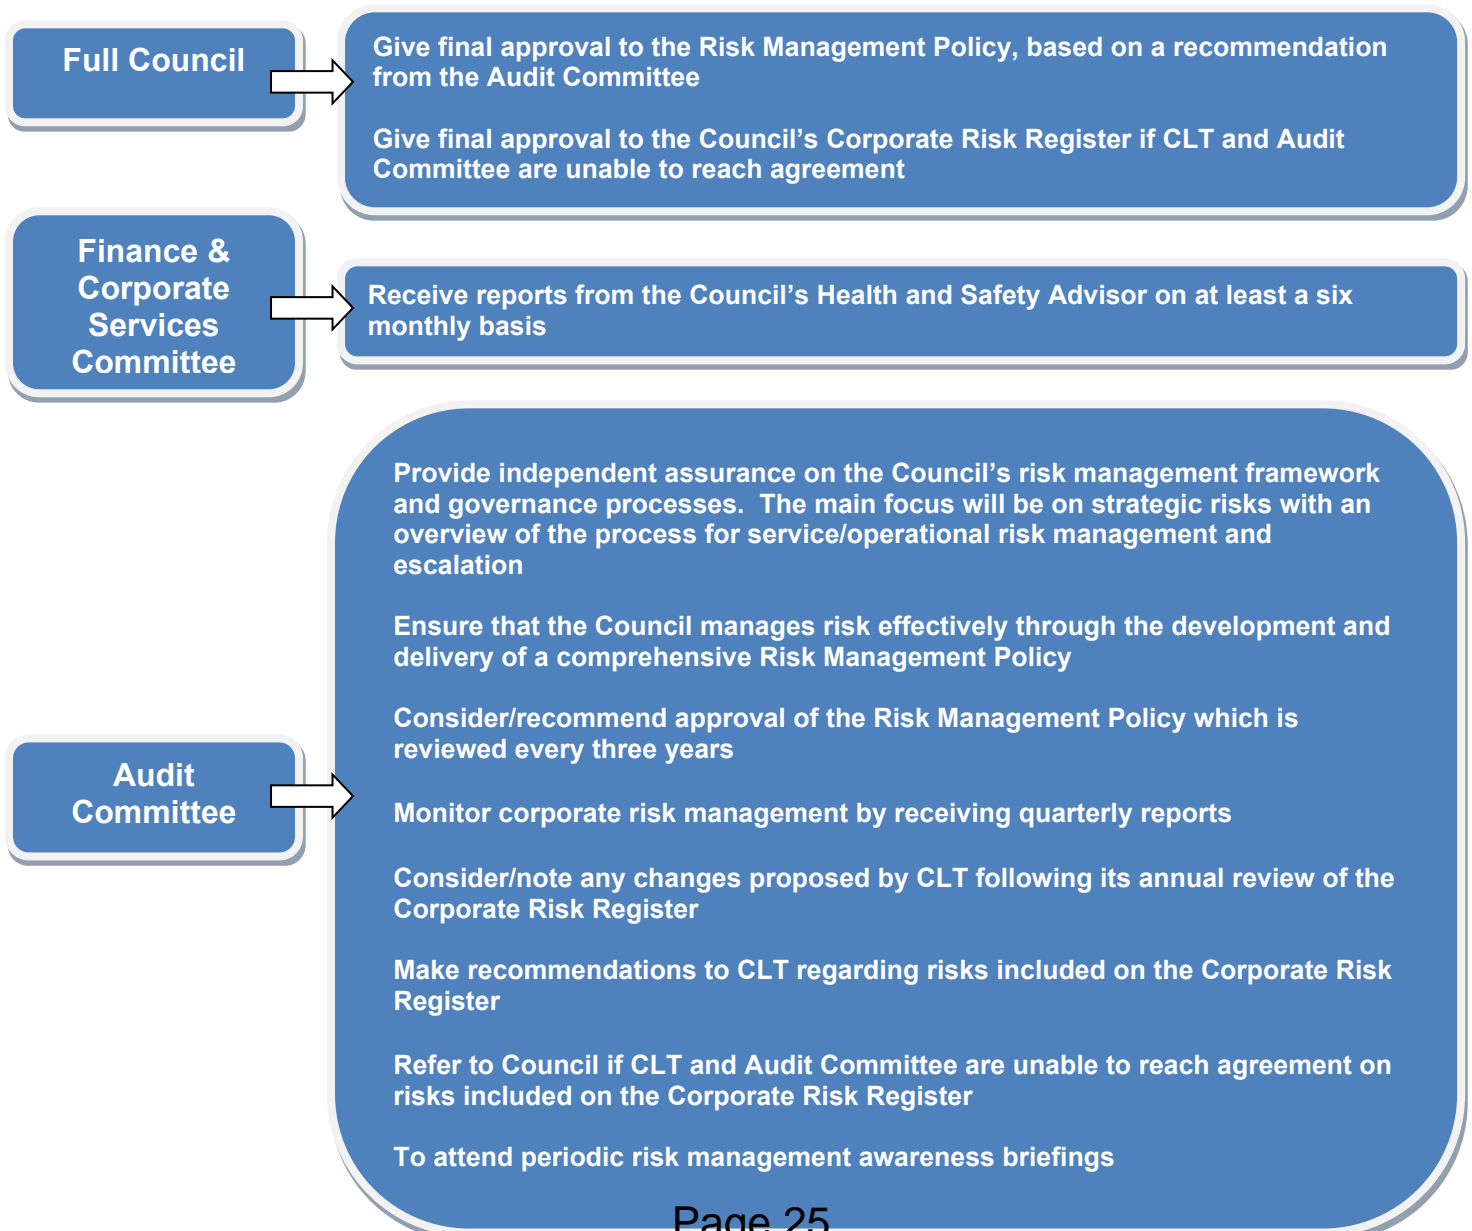 Full Council
Give final approval to the Risk Management Policy, based on a recommendation
from the Audit Committee
Give final approval to the Council’s Corporate Risk Register if CLT and Audit
Committee are unable to reach agreement
Finance &
Corporate
Services
Committee
Receive reports from the Council’s Health and Safety Advisor on at least a six
monthly basis
Audit
Committee
Provide independent assurance on the Council’s risk management framework
and governance processes.  The main focus will be on strategic risks with an
overview of the process for service/operational risk management and
escalation
Ensure that the Council manages risk effectively through the development and
delivery of a comprehensive Risk Management Policy
Consider/recommend approval of the Risk Management Policy which is
reviewed every three years
Monitor corporate risk management by receiving quarterly reports
Consider/note any changes proposed by CLT following its annual review of the
Corporate Risk Register
Make recommendations to CLT regarding risks included on the Corporate Risk
Register
Refer to Council if CLT and Audit Committee are unable to reach agreement on
risks included on the Corporate Risk Register
To attend periodic risk management awareness briefings
Page 25